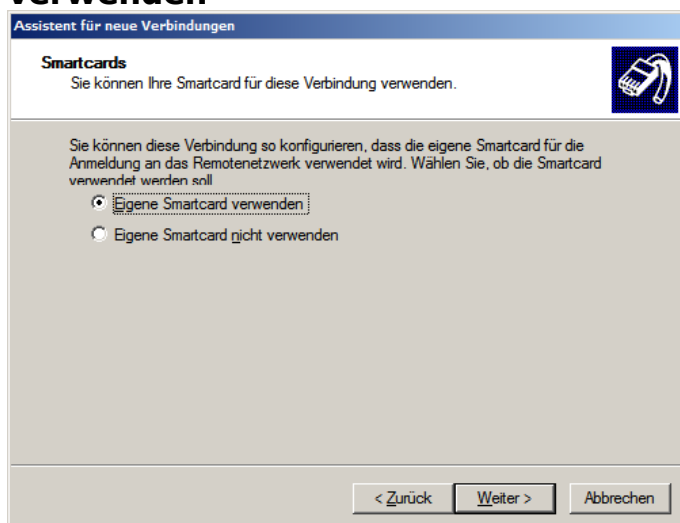 verwenden
Assistent für neue Verbindungen
Smartcards
Sie können Ihre Smartcard für diese Verbindung verwenden.
Sie können diese Verbindung so konfigurieren, dass die eigene Smartcard für die
Anmeldung an das Remotenetzwerk verwendet wird. Wählen Sie, ob die Smartcard
verwendet werden soll
Eigene Smartcard verwenden
Eigene Smartcard nicht verwenden
< Zurück Weiter > Abbrechen